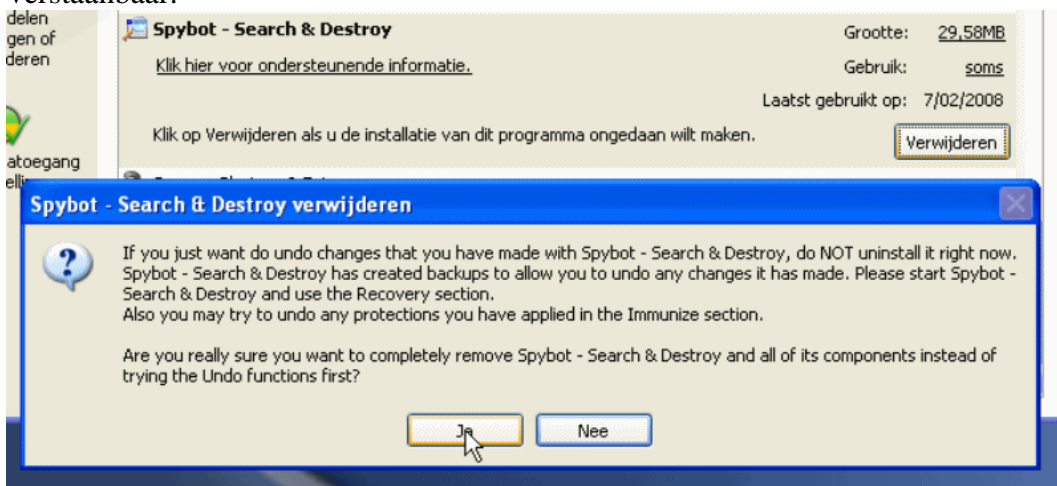 delen
gen of
deren
Spybot - Search & Destroy
Grootte: 29,58MB
Klik hier voor ondersteunende informatie.
Gebruik: soms
Laatst gebruikt op: 7/02/2008
Klik op Verwijderen als u de installatie van dit programma ongedaan wilt maken.
Verwijderen
atoegang
Spybot - Search & Destroy verwijderen
If you just want do undo changes that you have made with Spybot - Search & Destroy, do NOT uninstall it right now.
Spybot - Search & Destroy has created backups to allow you to undo any changes it has made. Please start Spybot -
Search & Destroy and use the Recovery section.
Also you may try to undo any protections you have applied in the Immunize section.
Are you really sure you want to completely remove Spybot - Search & Destroy and all of its components instead of
trying the Undo functions first?
Ja
Nee